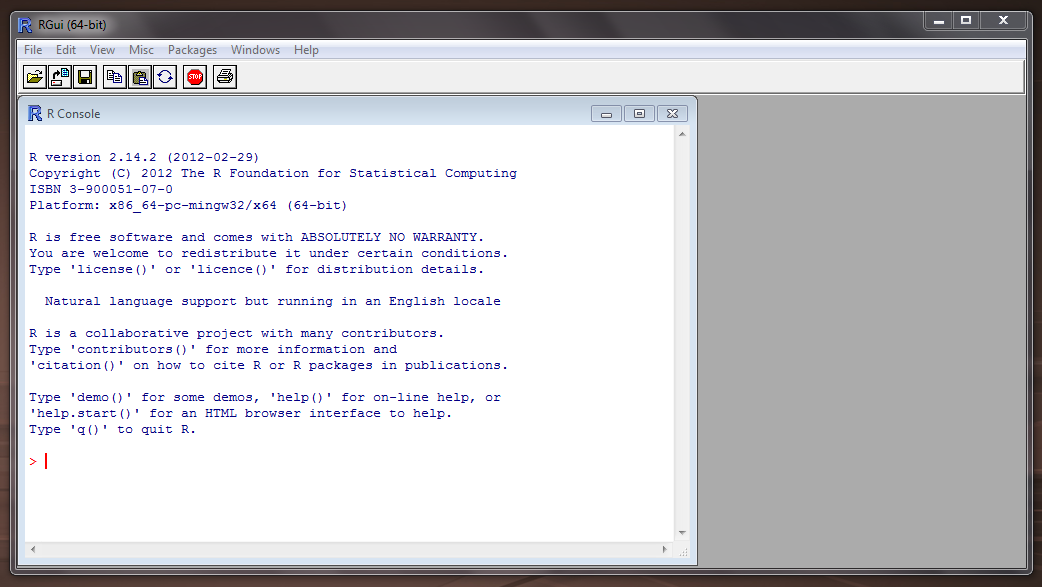 RGui (64-bit)
File Edit View Misc Packages Windows Help
STOP
R Console
R version 2.14.2 (2012-02-29)
Copyright (C) 2012 The R Foundation for Statistical Computing
ISBN 3-900051-07-0
Platform: x86_64-pc-mingw32/x64 (64-bit)
R is free software and comes with ABSOLUTELY NO WARRANTY.
You are welcome to redistribute it under certain conditions.
Type 'license()' or 'licence()' for distribution details.
Natural language support but running in an English locale
R is a collaborative project with many contributors.
Type 'contributors()' for more information and
'citation()' on how to cite R or R packages in publications.
Type 'demo()' for some demos, 'help()' for on-line help, or
'help.start()' for an HTML browser interface to help.
Type 'q()' to quit R.
>